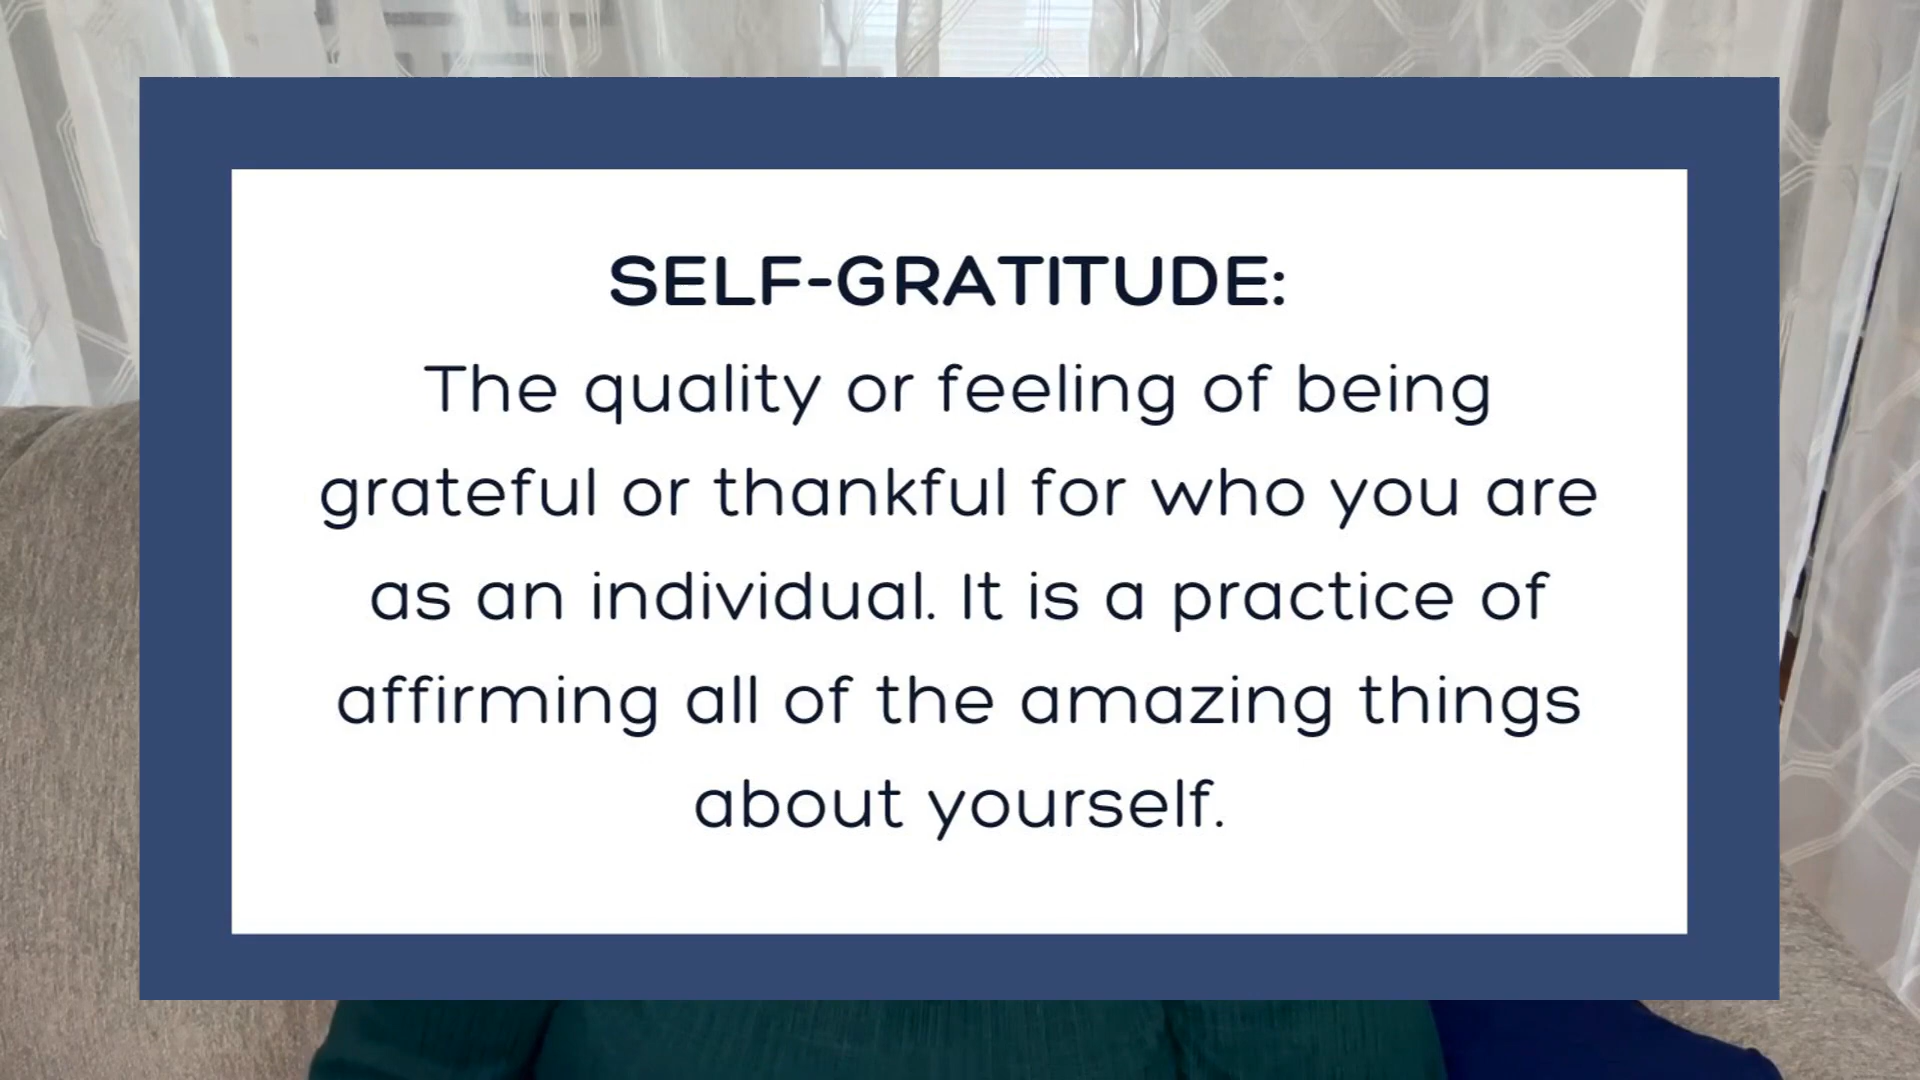 SELF-GRATITUDE:
The quality or feeling of being
grateful or thankful for who you are
as an individual. It is a practice of
affirming all of the amazing things
about yourself.